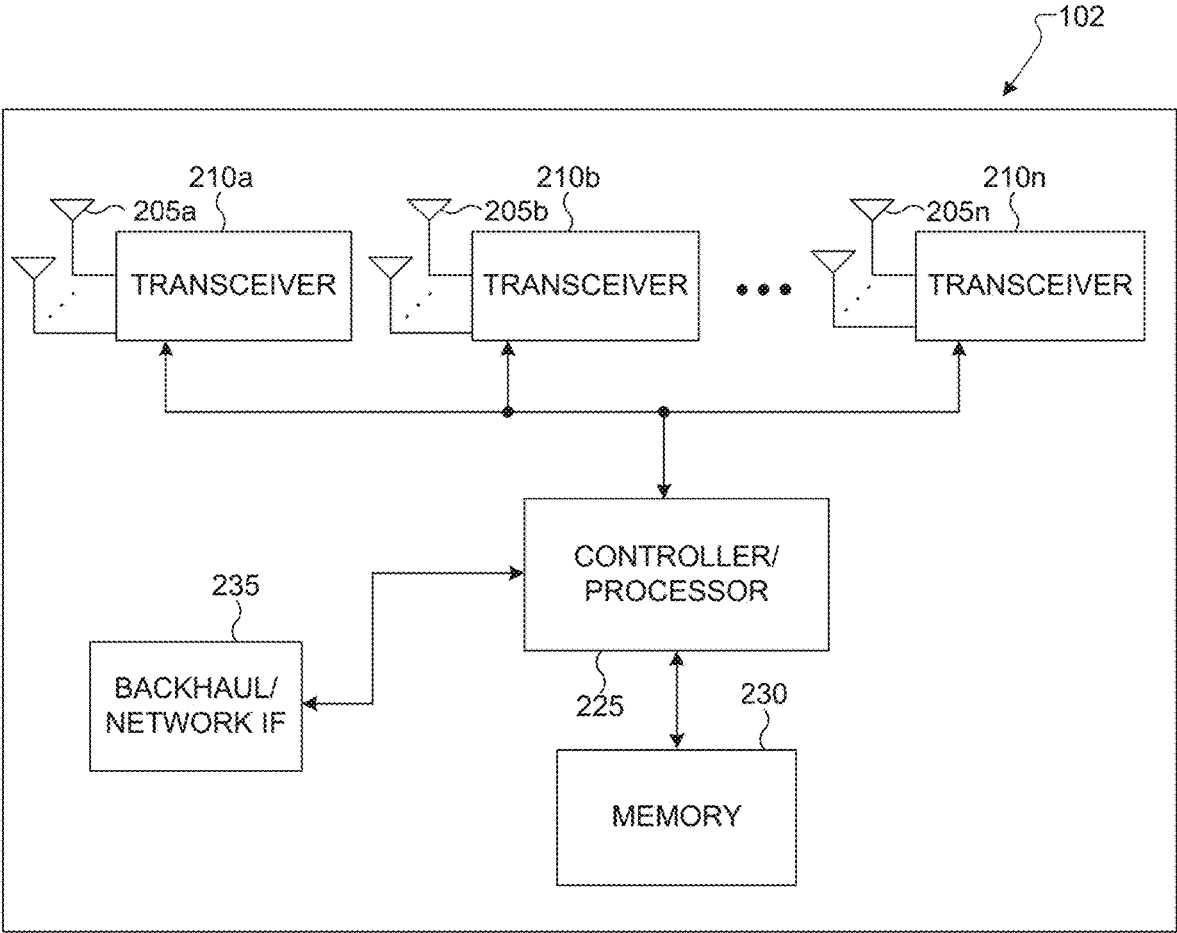 102
210a
210b
210n
205a
205b
205n
TRANSCEIVER
TRANSCEIVER
TRANSCEIVER
CONTROLLER/
PROCESSOR
235
BACKHAUL/
NETWORK IF
225
230
MEMORY